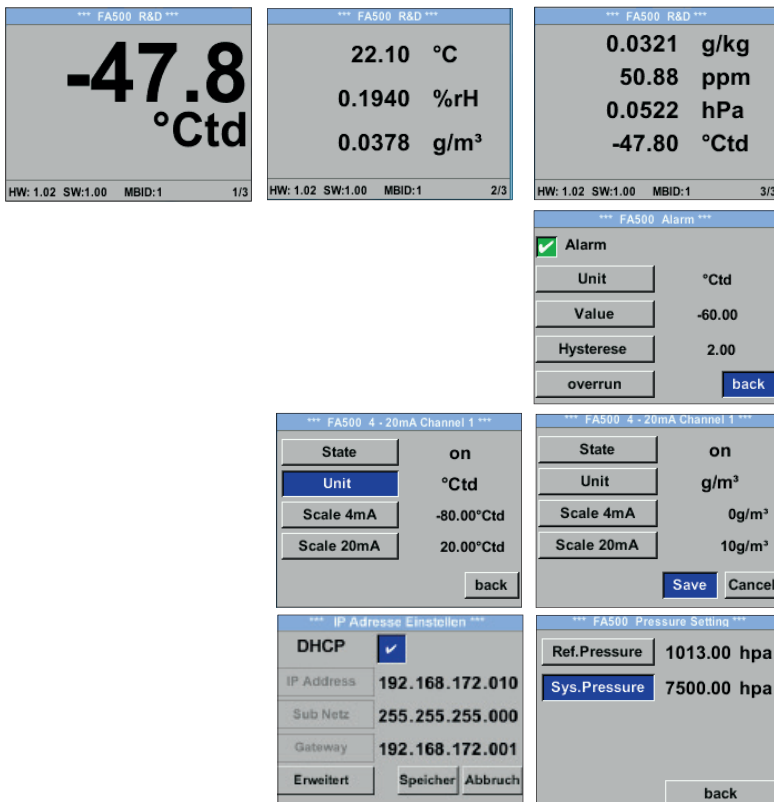 *** FA500 R&D ***
-47.8
°Ctd
HW: 1.02 SW:1.00 MBID:1 1/3
*** FA500 R&D ***
22.10 °C
0.1940 %rH
0.0378 g/m³
HW: 1.02 SW:1.00 MBID:1 2/3
*** FA500 R&D ***
0.0321 g/kg
50.88 ppm
0.0522 hPa
-47.80 °Ctd
HW: 1.02 SW:1.00 MBID:1 3/3
*** FA500 Alarm ***
Alarm
Unit °Ctd
Value -60.00
Hysterese 2.00
overrun back
*** FA500 4 - 20mA Channel 1 ***
State on
Unit °Ctd
Scale 4mA -80.00°Ctd
Scale 20mA 20.00°Ctd
back
*** FA500 4 - 20mA Channel 1 ***
State on
Unit g/m³
Scale 4mA 0g/m³
Scale 20mA 10g/m³
Save Cancel
*** IP Adresse Einstellen ***
DHCP
IP Address 192.168.172.010
Sub Netz 255.255.255.000
Gateway 192.168.172.001
Erweitert Speicher Abbruch
*** FA500 Pressure Setting ***
Ref.Pressure 1013.00 hpa
Sys.Pressure 7500.00 hpa
back